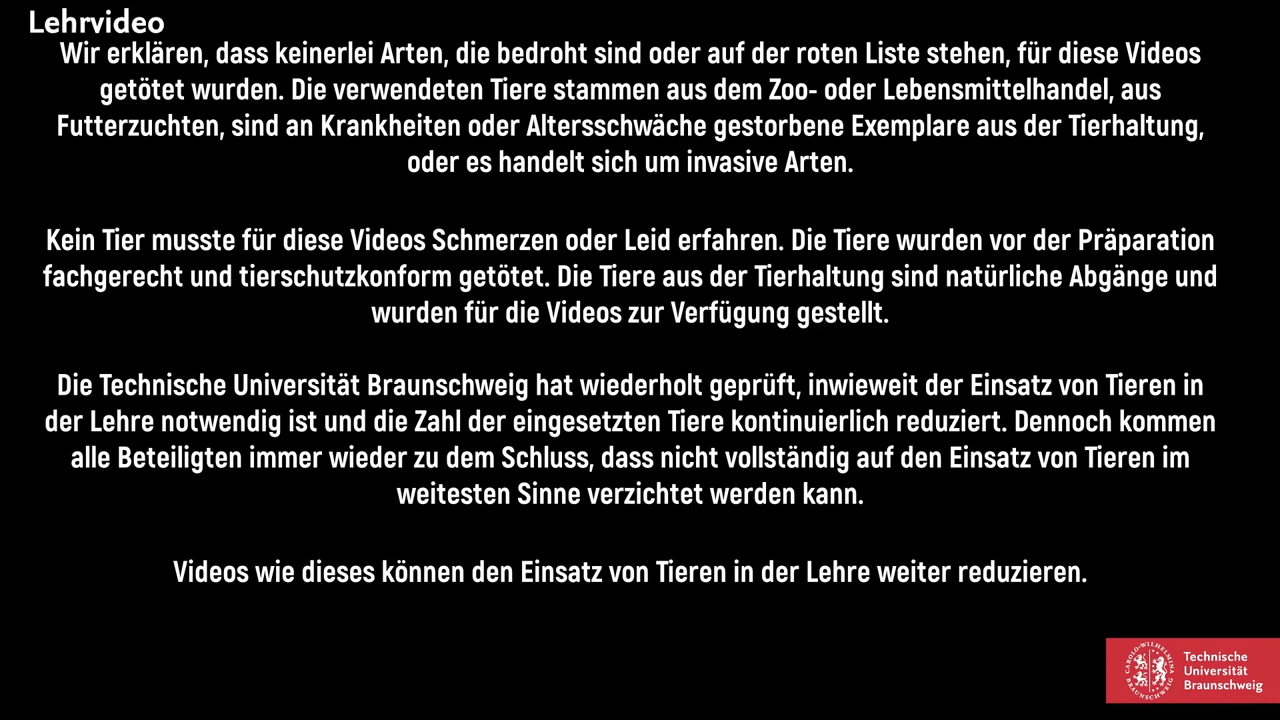 Lehrvideo
Wir erklären, dass keinerlei Arten, die bedroht sind oder auf der roten Liste stehen, für diese Videos
getötet wurden. Die verwendeten Tiere stammen aus dem Zoo- oder Lebensmittelhandel, aus
Futterzuchten, sind an Krankheiten oder Altersschwäche gestorbene Exemplare aus der Tierhaltung,
oder es handelt sich um invasive Arten.
Kein Tier musste für diese Videos Schmerzen oder Leid erfahren. Die Tiere wurden vor der Präparation
fachgerecht und tierschutzkonform getötet. Die Tiere aus der Tierhaltung sind natürliche Abgänge und
wurden für die Videos zur Verfügung gestellt.
Die Technische Universität Braunschweig hat wiederholt geprüft, inwieweit der Einsatz von Tieren in
der Lehre notwendig ist und die Zahl der eingesetzten Tiere kontinuierlich reduziert. Dennoch kommen
alle Beteiligten immer wieder zu dem Schluss, dass nicht vollständig auf den Einsatz von Tieren im
weitesten Sinne verzichtet werden kann.
Videos wie dieses können den Einsatz von Tieren in der Lehre weiter reduzieren.
CAROLO-WILHELMINA
BRAUNSCHWEIG
Technische
Universität
Braunschweig